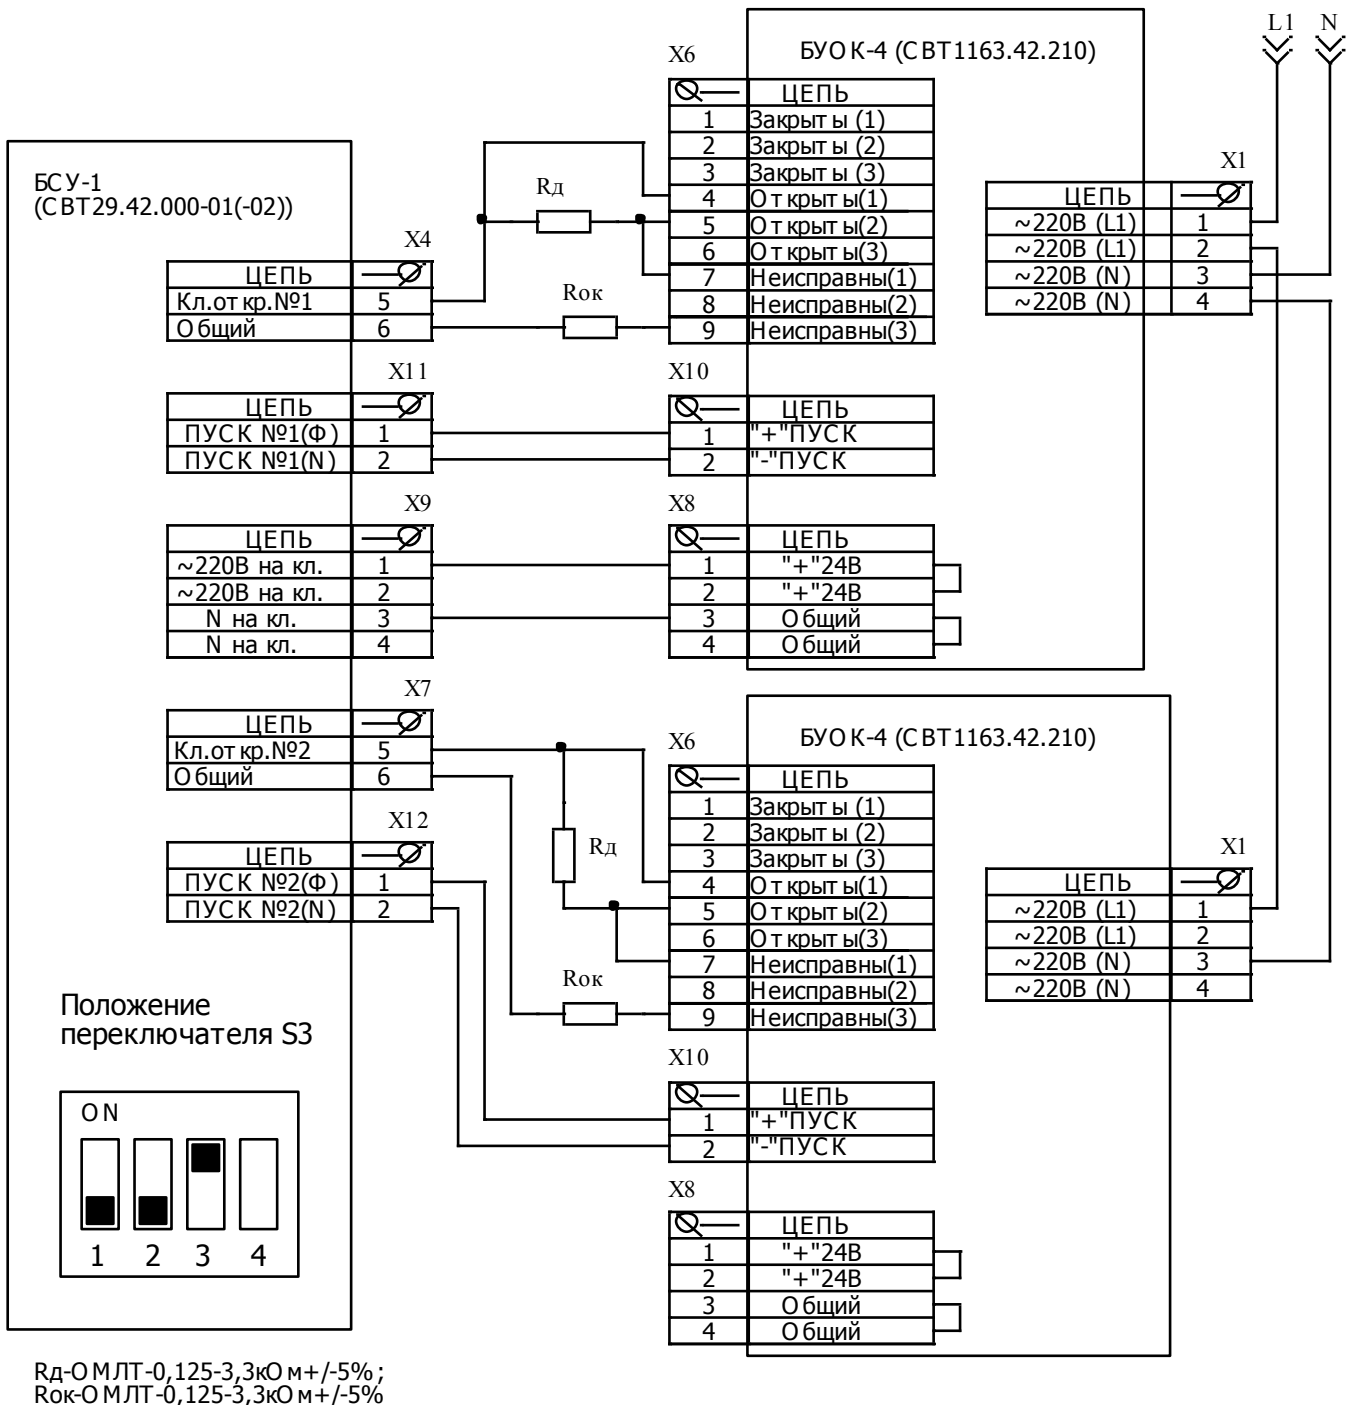 L1 N
БУОК-4 (СВТ1163.42.210)
X6
ЦЕПЬ
1 Закрыты (1)
2 Закрыты (2)
3 Закрыты (3)
4 Открыты(1)
5 Открыты(2)
6 Открыты(3)
7 Неисправны(1)
8 Неисправны(2)
9 Неисправны(3)
X1
ЦЕПЬ
~220В (L1) 1
~220В (L1) 2
~220В (N) 3
~220В (N) 4
БСУ-1
(СВТ29.42.000-01(-02))
Rд
Rок
X4
ЦЕПЬ
Кл.откр.№1 5
Общий 6
X11
ЦЕПЬ
ПУСК №1(Ф) 1
ПУСК №1(N) 2
X10
ЦЕПЬ
1 "+"ПУСК
2 "-"ПУСК
X9
ЦЕПЬ
~220В на кл. 1
~220В на кл. 2
N на кл. 3
N на кл. 4
X8
ЦЕПЬ
1 "+"24В
2 "+"24В
3 Общий
4 Общий
X7
ЦЕПЬ
Кл.откр.№2 5
Общий 6
X12
ЦЕПЬ
ПУСК №2(Ф) 1
ПУСК №2(N) 2
Rд
Rок
БУОК-4 (СВТ1163.42.210)
X6
ЦЕПЬ
1 Закрыты (1)
2 Закрыты (2)
3 Закрыты (3)
4 Открыты(1)
5 Открыты(2)
6 Открыты(3)
7 Неисправны(1)
8 Неисправны(2)
9 Неисправны(3)
X1
ЦЕПЬ
~220В (L1) 1
~220В (L1) 2
~220В (N) 3
~220В (N) 4
X10
ЦЕПЬ
1 "+"ПУСК
2 "-"ПУСК
X8
ЦЕПЬ
1 "+"24В
2 "+"24В
3 Общий
4 Общий
Положение
переключателя S3
ON
1 2 3 4
Rд-ОМЛТ-0,125-3,3кОм+/-5%;
Rок-ОМЛТ-0,125-3,3кОм+/-5%